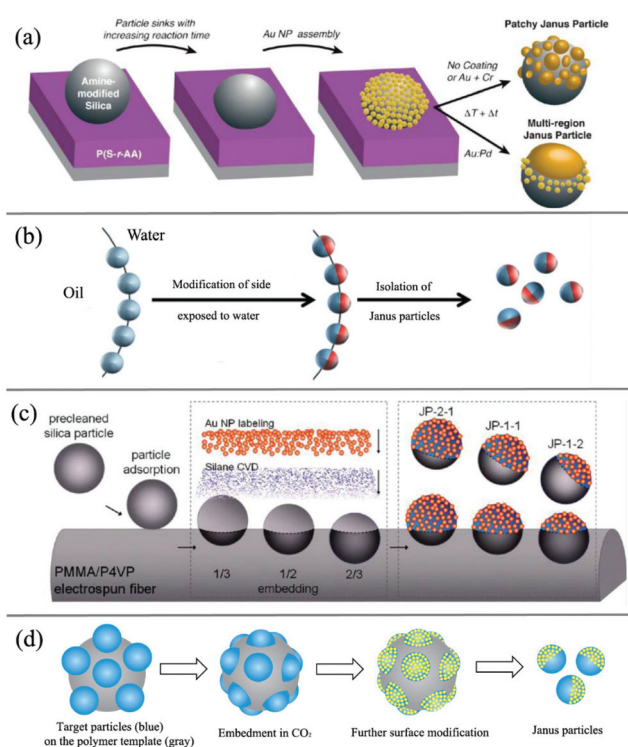 (a)
Particle sinks with
increasing reaction time
Au NP assembly
Patchy Janus Particle
Amine-
modified
Silica
P(S-r-AA)
No Coating
or Au + Cr
ΔT + Δt
Au:Pd
Multi-region
Janus Particle
(b)
Water
Oil
Modification of side
exposed to water
Isolation of
Janus particles
(c)
precleaned
silica particle
particle
adsorption
Au NP labeling
Silane CVD
JP-2-1
JP-1-1
JP-1-2
PMMA/P4VP
electrospun fiber
1/3
1/2
2/3
embedding
(d)
Target particles (blue)
on the polymer template (gray)
Embedment in CO₂
Further surface modification
Janus particles